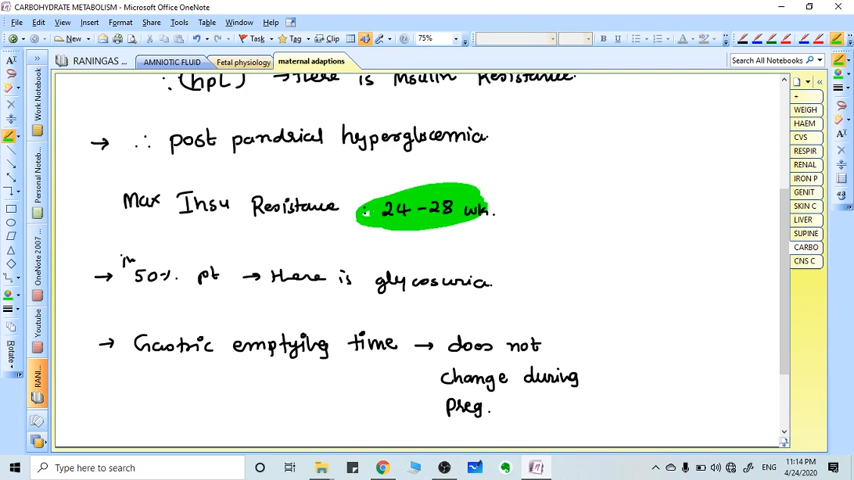 CARBOHYDRATE METABOLISM - Microsoft Office OneNote
File Edit View Insert Format Tools Table Window Help
New Task Tag Clip 75%
RANINGAS ... AMNIOTIC FLUID Fetal physiology maternal adaptions Search All Notebooks
∴ (hpL) → there is Insulin Resistance.
→ ∴ post pandrial hyperglycemia
Max Insu Resistance : 24-28 wk.
→ in 50%. pt → there is glycosuria.
→ Gastric emptying time → does not
change during
preg.
Work Notebook
Personal Noteb...
OneNote 2007 ...
Youtube
RANI...
Rotate
WEIGH
HAEM
CVS
RESPIR
RENAL
IRON P
GENIT
SKIN C
LIVER
SUPINE
CARBO
CNS C
Type here to search
ENG
11:14 PM
4/24/2020